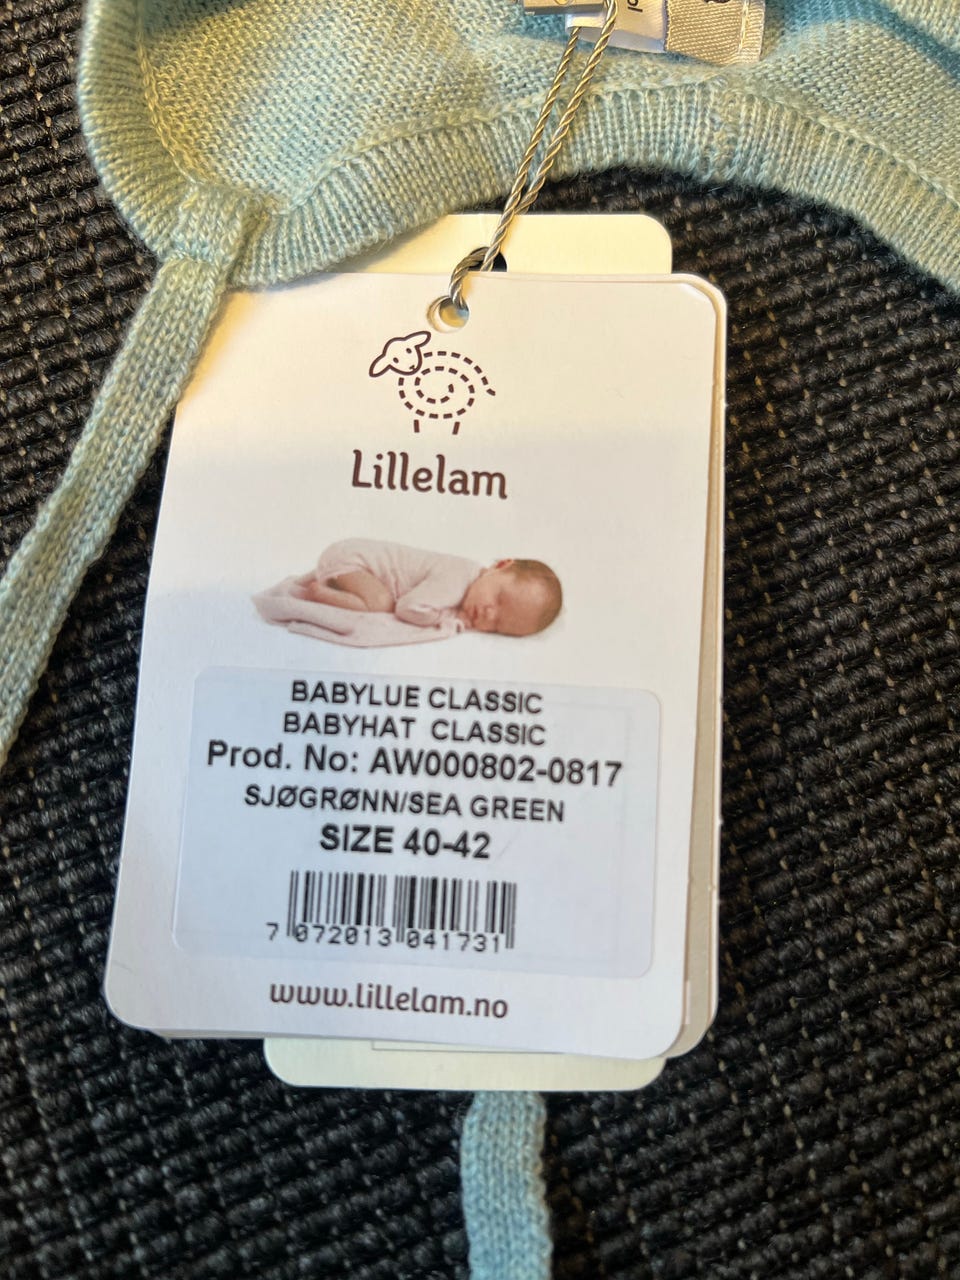 ol
Lillelam
BABYLUE CLASSIC
BABYHAT CLASSIC
Prod. No: AW000802-0817
SJØGRØNN/SEA GREEN
SIZE 40-42
7 072013 041731
www.lillelam.no